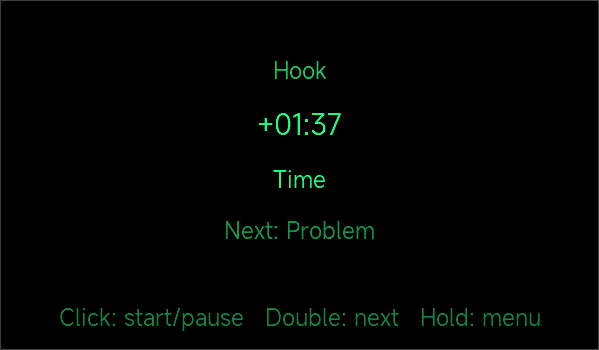 Hook
+01:37
Time
Next: Problem
Click: start/pause Double: next Hold: menu